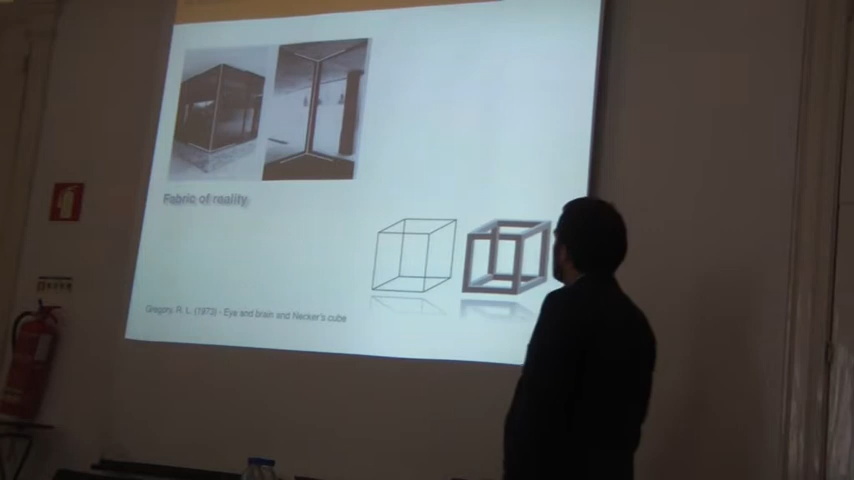 Fabric of reality
Gregory, R. L. (1973) - Eye and brain and Necker's cube